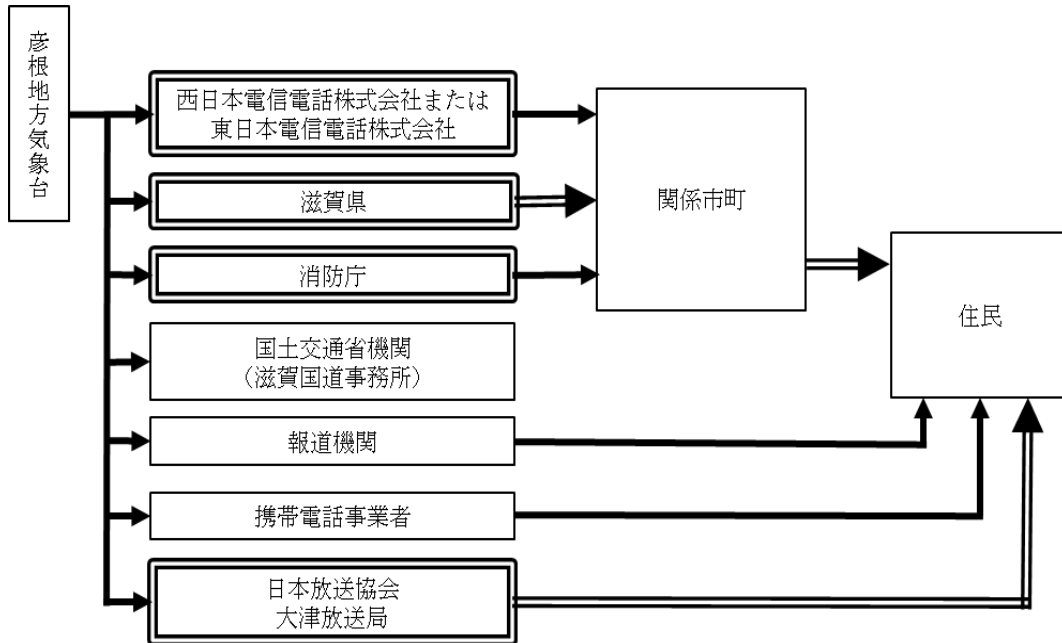 彦根地方気象台
西日本電信電話株式会社または
東日本電信電話株式会社
滋賀県
消防庁
関係市町
住民
国土交通省機関
（滋賀国道事務所）
報道機関
携帯電話事業者
日本放送協会
大津放送局